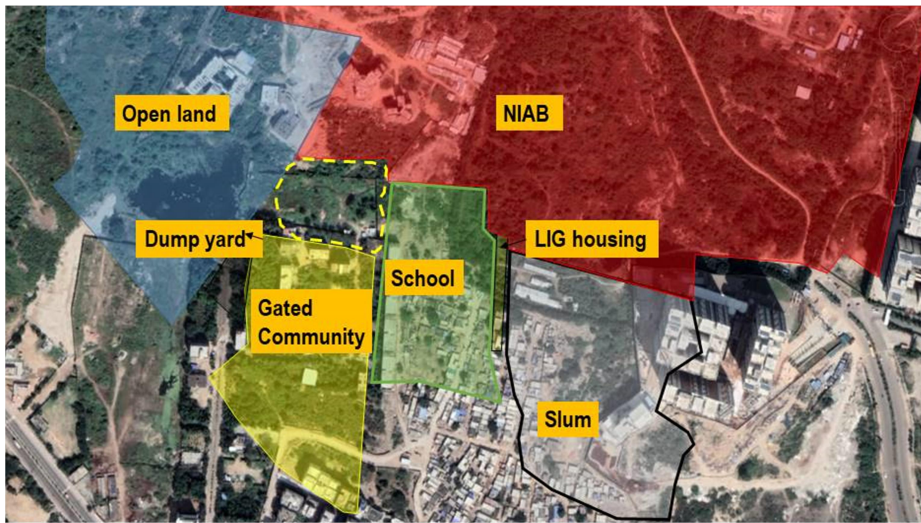 Open land
NIAB
Dump yard
LIG housing
School
Gated
Community
Slum